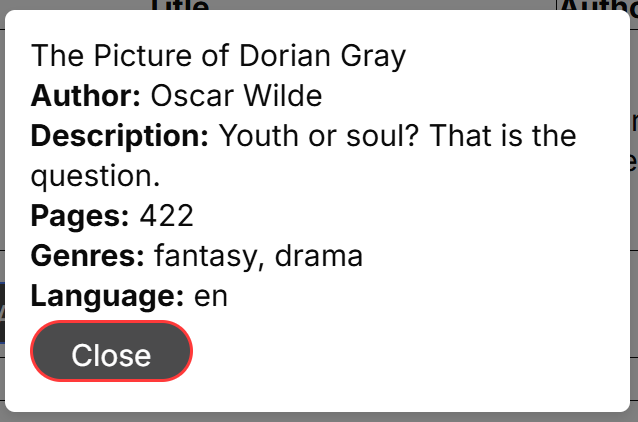 Title
The Picture of Dorian Gray
Author: Oscar Wilde
Description: Youth or soul? That is the
question.
Pages: 422
Genres: fantasy, drama
Language: en
Close